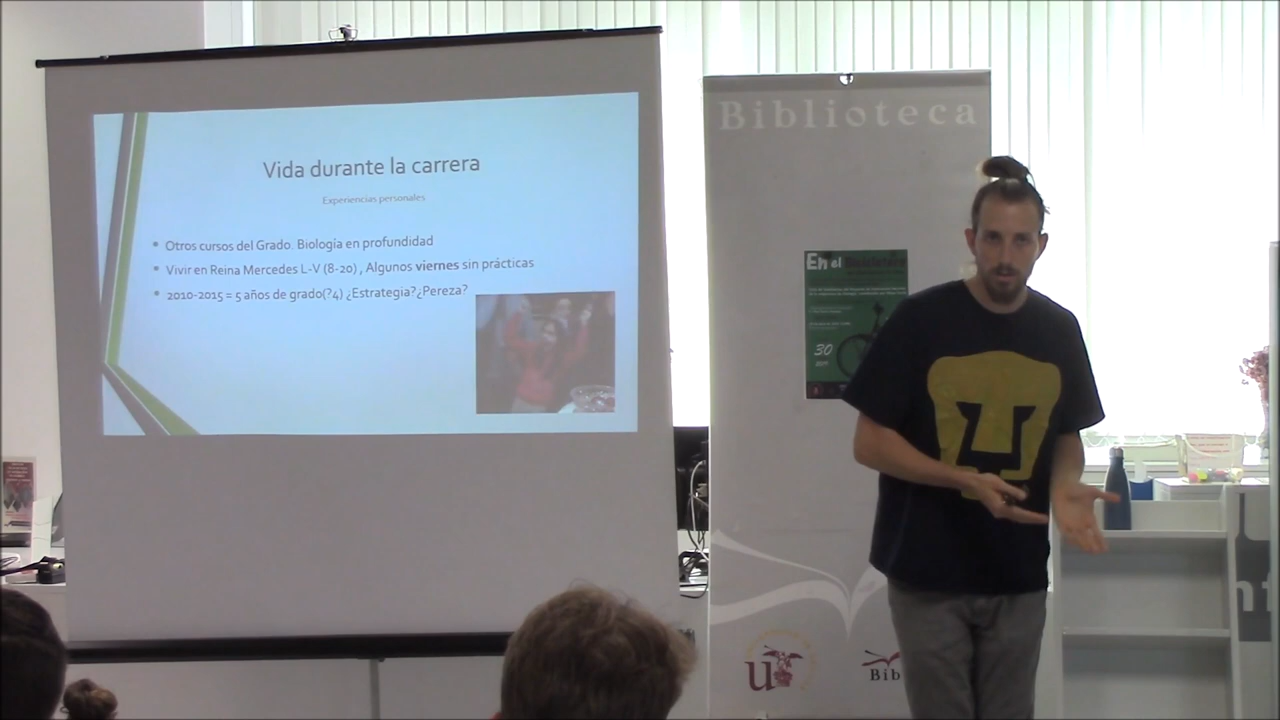 Vida durante la carrera
Experiencias personales
Otros cursos del Grado. Biología en profundidad
Vivir en Reina Mercedes L-V (8-20) , Algunos viernes sin prácticas
2010-2015 = 5 años de grado(?4) ¿Estrategia?¿Pereza?
Biblioteca
En el
30
u
Bib